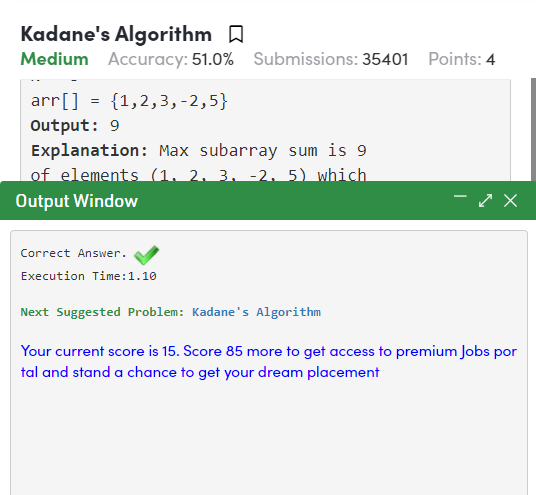 Kadane's Algorithm
Medium Accuracy: 51.0% Submissions: 35401 Points: 4
arr[] = {1,2,3,-2,5}
Output: 9
Explanation: Max subarray sum is 9
of elements (1, 2, 3, -2, 5) which
Output Window
Correct Answer.
Execution Time:1.10
Next Suggested Problem: Kadane's Algorithm
Your current score is 15. Score 85 more to get access to premium Jobs por
tal and stand a chance to get your dream placement